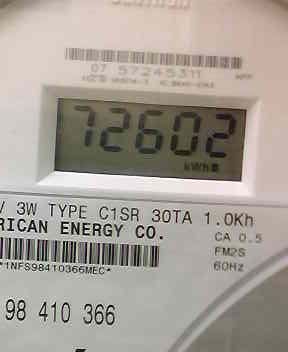 07 57245311
72602
kWh
V 3W TYPE C1SR 30TA 1.0Kh
RICAN ENERGY CO.
CA 0.5
FM2S
60Hz
*1NFS98410366MEC*
98 410 366